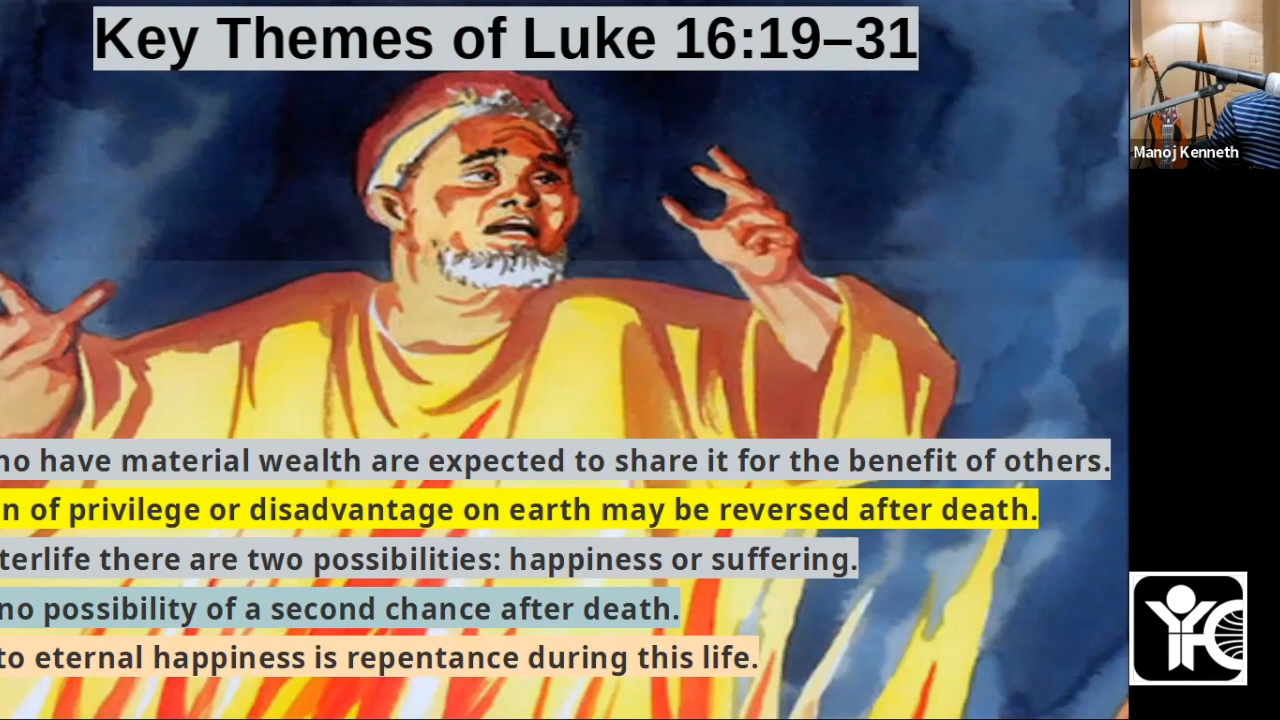 Key Themes of Luke 16:19–31
Manoj Kenneth
have material wealth are expected to share it for the benefit of others.
of privilege or disadvantage on earth may be reversed after death.
there are two possibilities: happiness or suffering.
no possibility of a second chance after death.
to eternal happiness is repentance during this life.
YFC